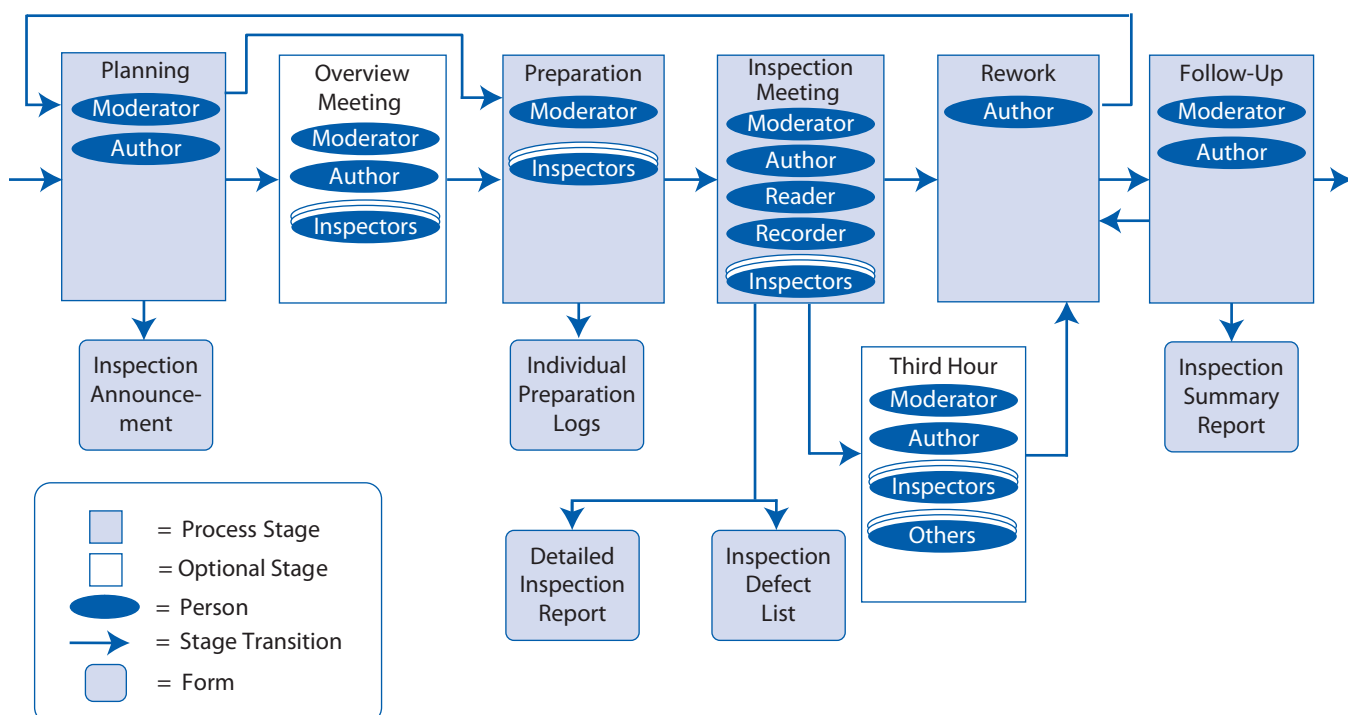 Planning
Moderator
Author
Overview
Meeting
Moderator
Author
Inspectors
Preparation
Moderator
Inspectors
Inspection
Meeting
Moderator
Author
Reader
Recorder
Inspectors
Rework
Author
Follow-Up
Moderator
Author
Inspection
Announce-
ment
Individual
Preparation
Logs
Third Hour
Moderator
Author
Inspectors
Others
Inspection
Summary
Report
Detailed
Inspection
Report
Inspection
Defect
List
= Process Stage
= Optional Stage
= Person
= Stage Transition
= Form